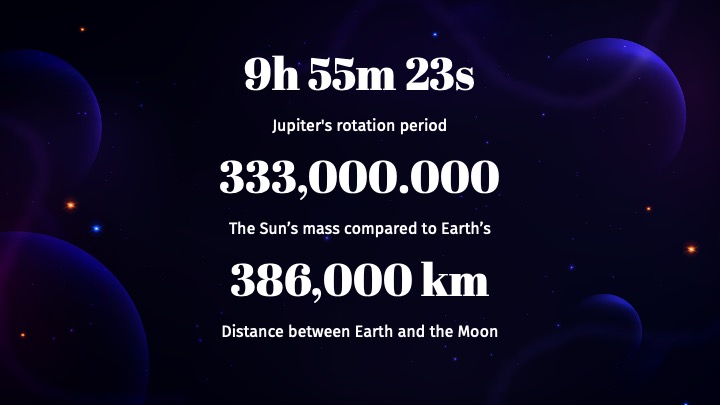 9h 55m 23s
Jupiter's rotation period
333,000.000
The Sun’s mass compared to Earth’s
386,000 km
Distance between Earth and the Moon